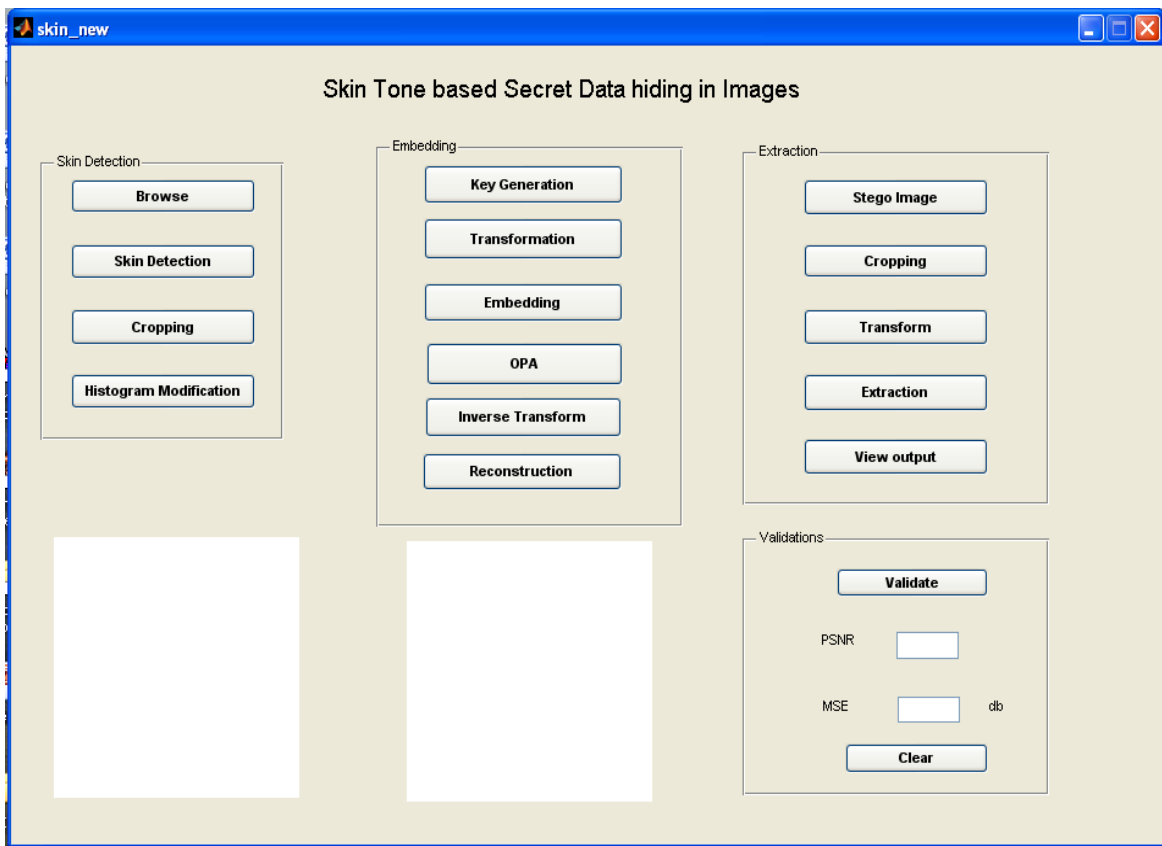 skin_new
Skin Tone based Secret Data hiding in Images
Skin Detection
Browse
Skin Detection
Cropping
Histogram Modification
Embedding
Key Generation
Transformation
Embedding
OPA
Inverse Transform
Reconstruction
Extraction
Stego Image
Cropping
Transform
Extraction
View output
Validations
Validate
PSNR
MSE db
Clear